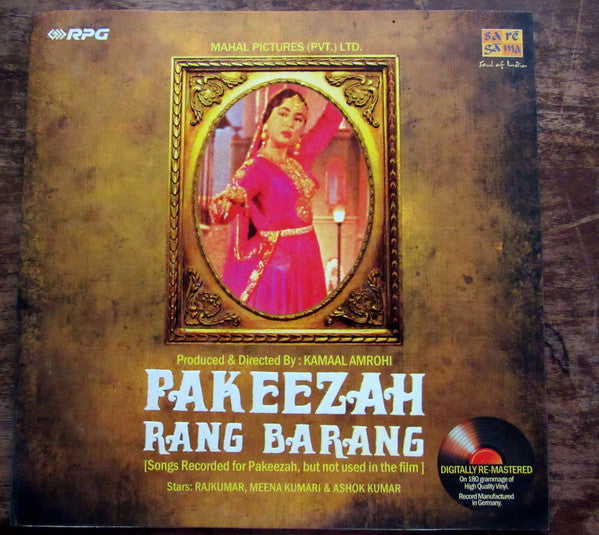 RPG
sa rē
ga ma
Soul of India
MAHAL PICTURES (PVT.) LTD.
Produced & Directed By : KAMAAL AMROHI
PAKEEZAH
RANG BARANG
[Songs Recorded for Pakeezah, but not used in the film ]
Stars: RAJKUMAR, MEENA KUMARI & ASHOK KUMAR
DIGITALLY RE-MASTERED
On 180 grammage of
High Quality Vinyl.
Record Manufactured
in Germany.